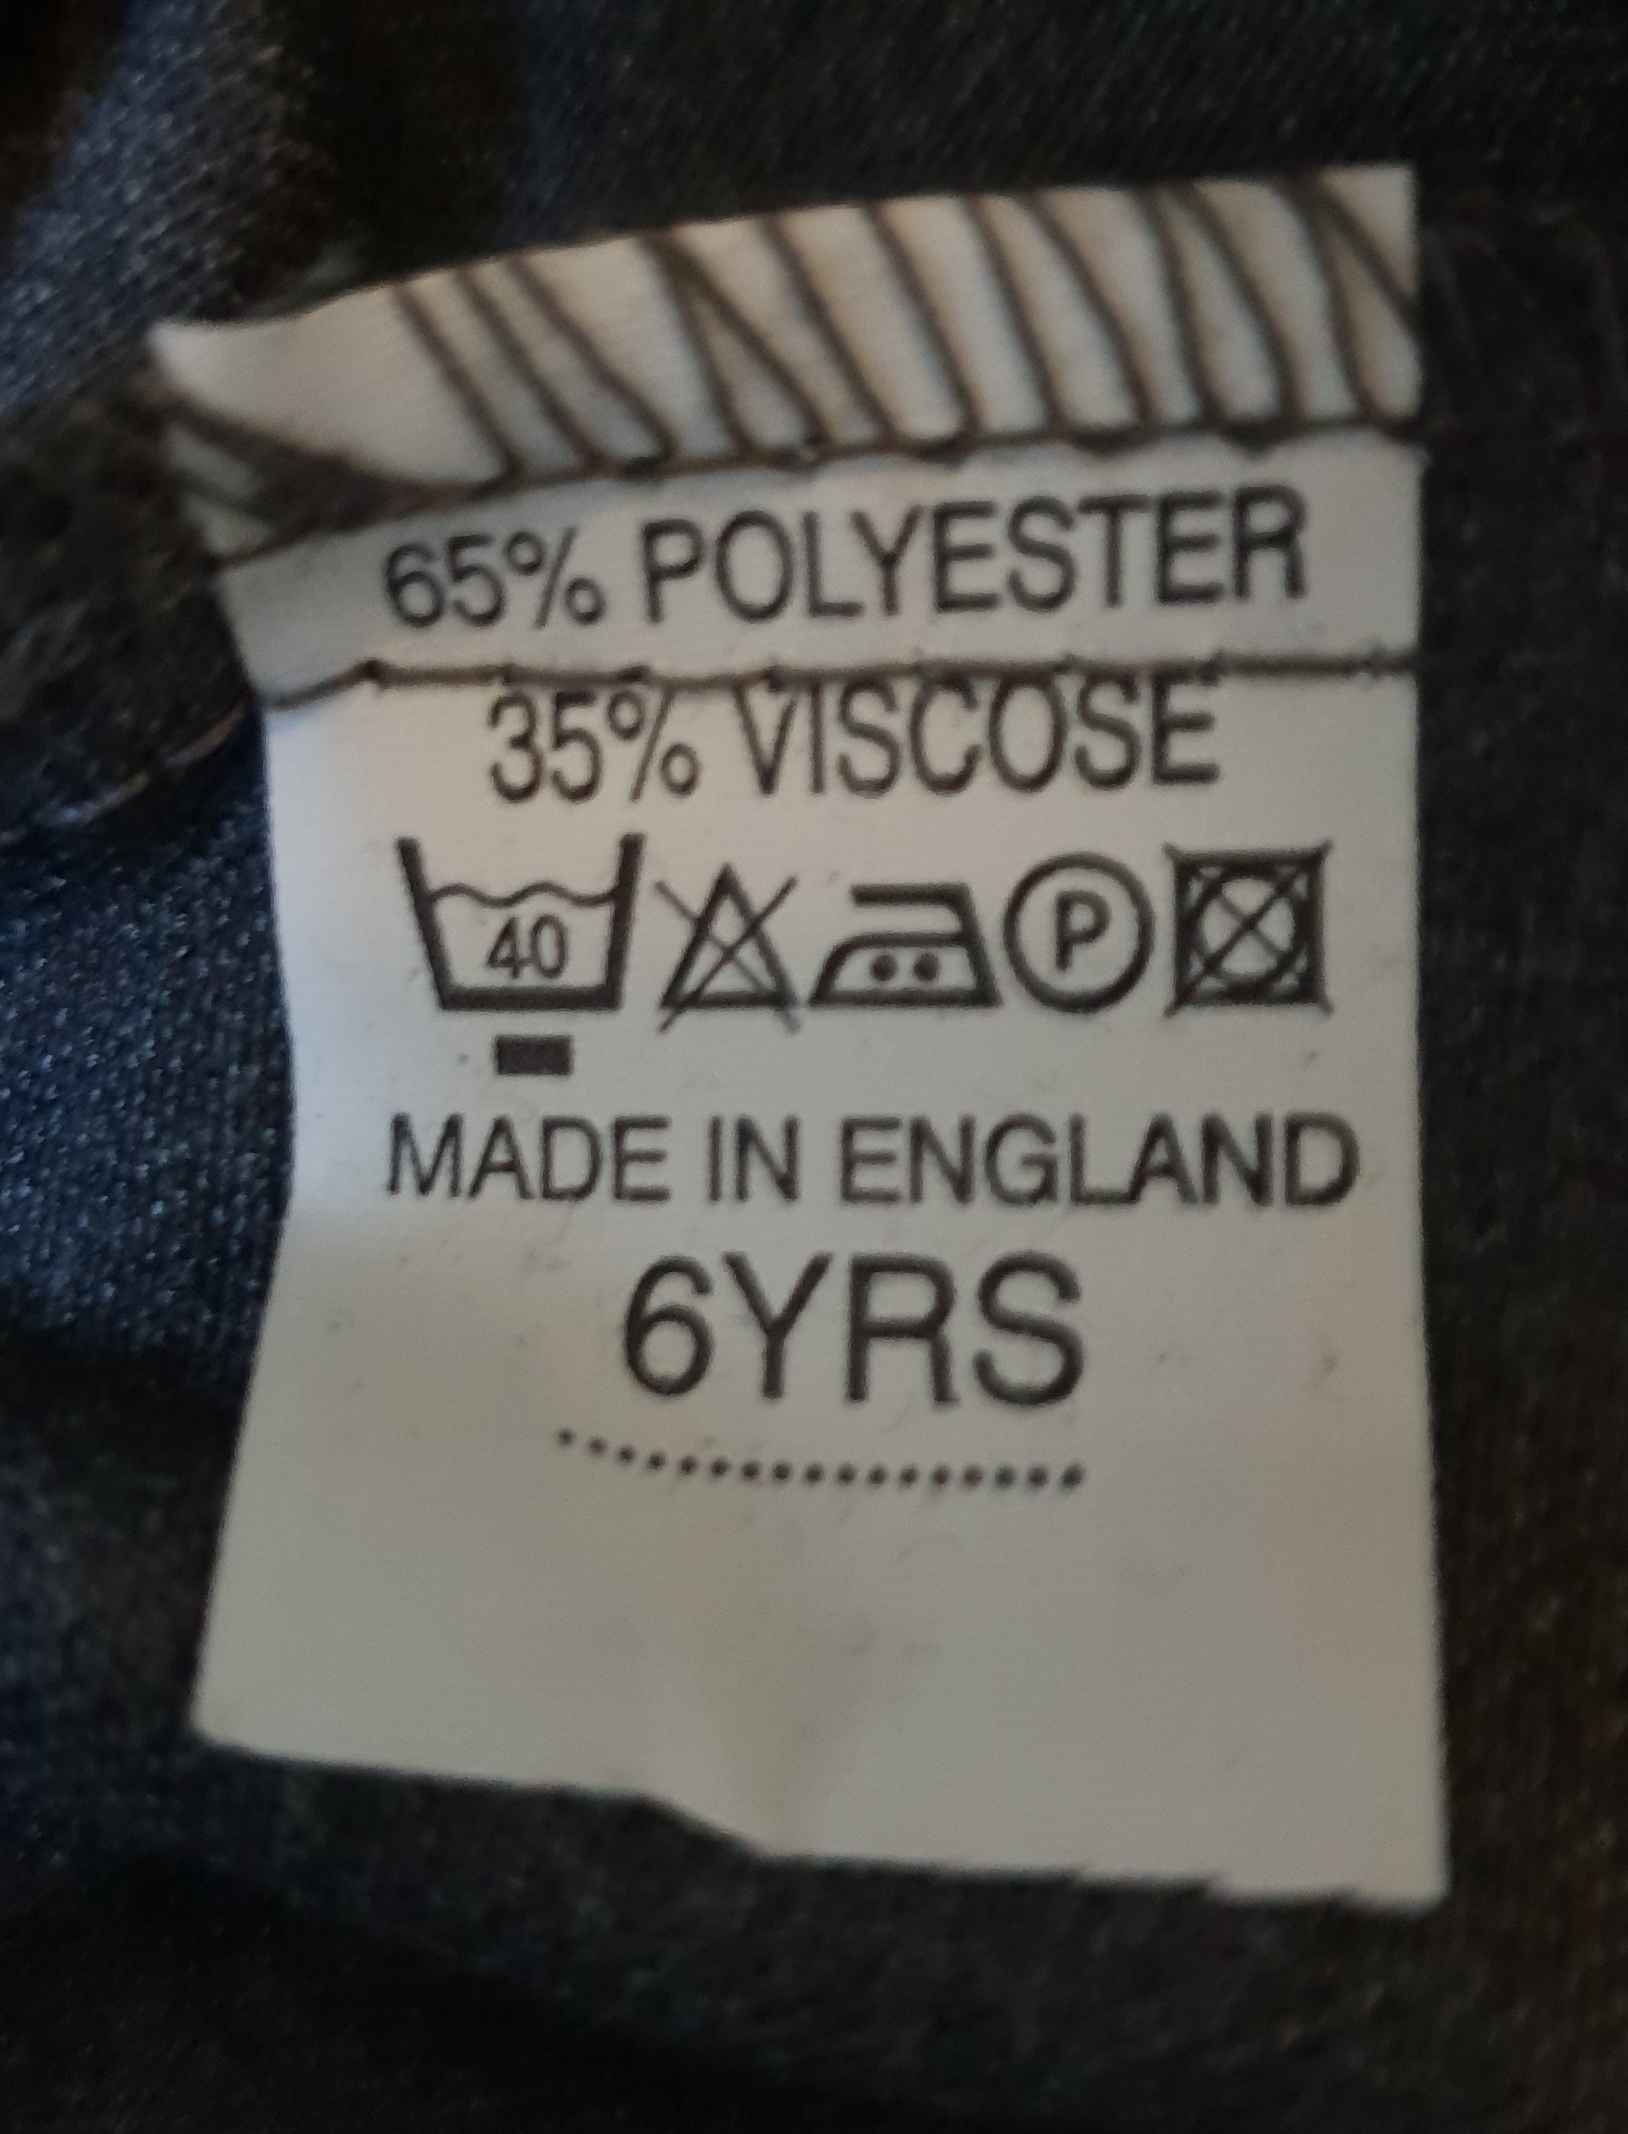 65% POLYESTER
35% VISCOSE
40 P
MADE IN ENGLAND
6YRS